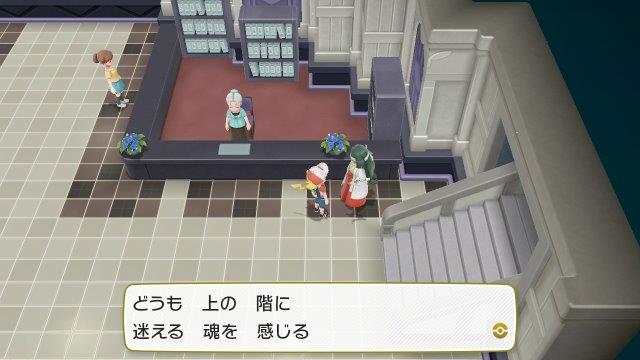 どうも　上の　階に
迷える　魂を　感じる